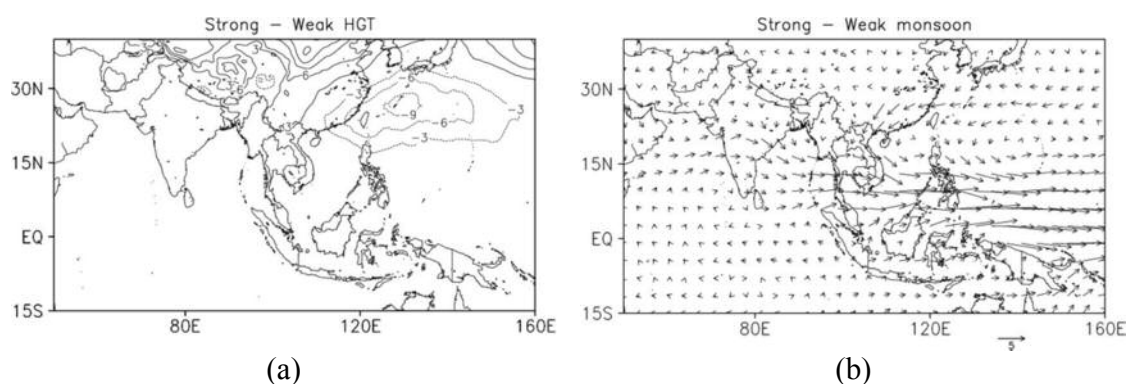 Strong – Weak HGT
30N
15N
EQ
15S
80E
120E
160E
3
6
-3
-6
-9
-6
-3
(a)
Strong – Weak monsoon
30N
15N
EQ
15S
80E
120E
160E
5
(b)